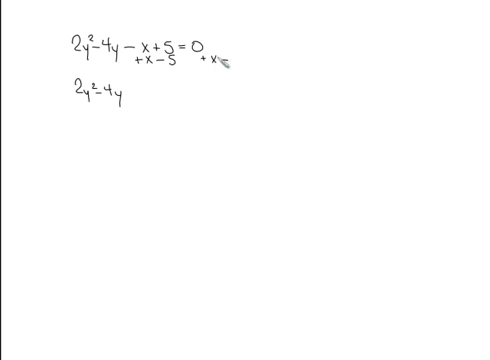 2y² - 4y - x + 5 = 0
+ x - 5 + x -
2y² - 4y